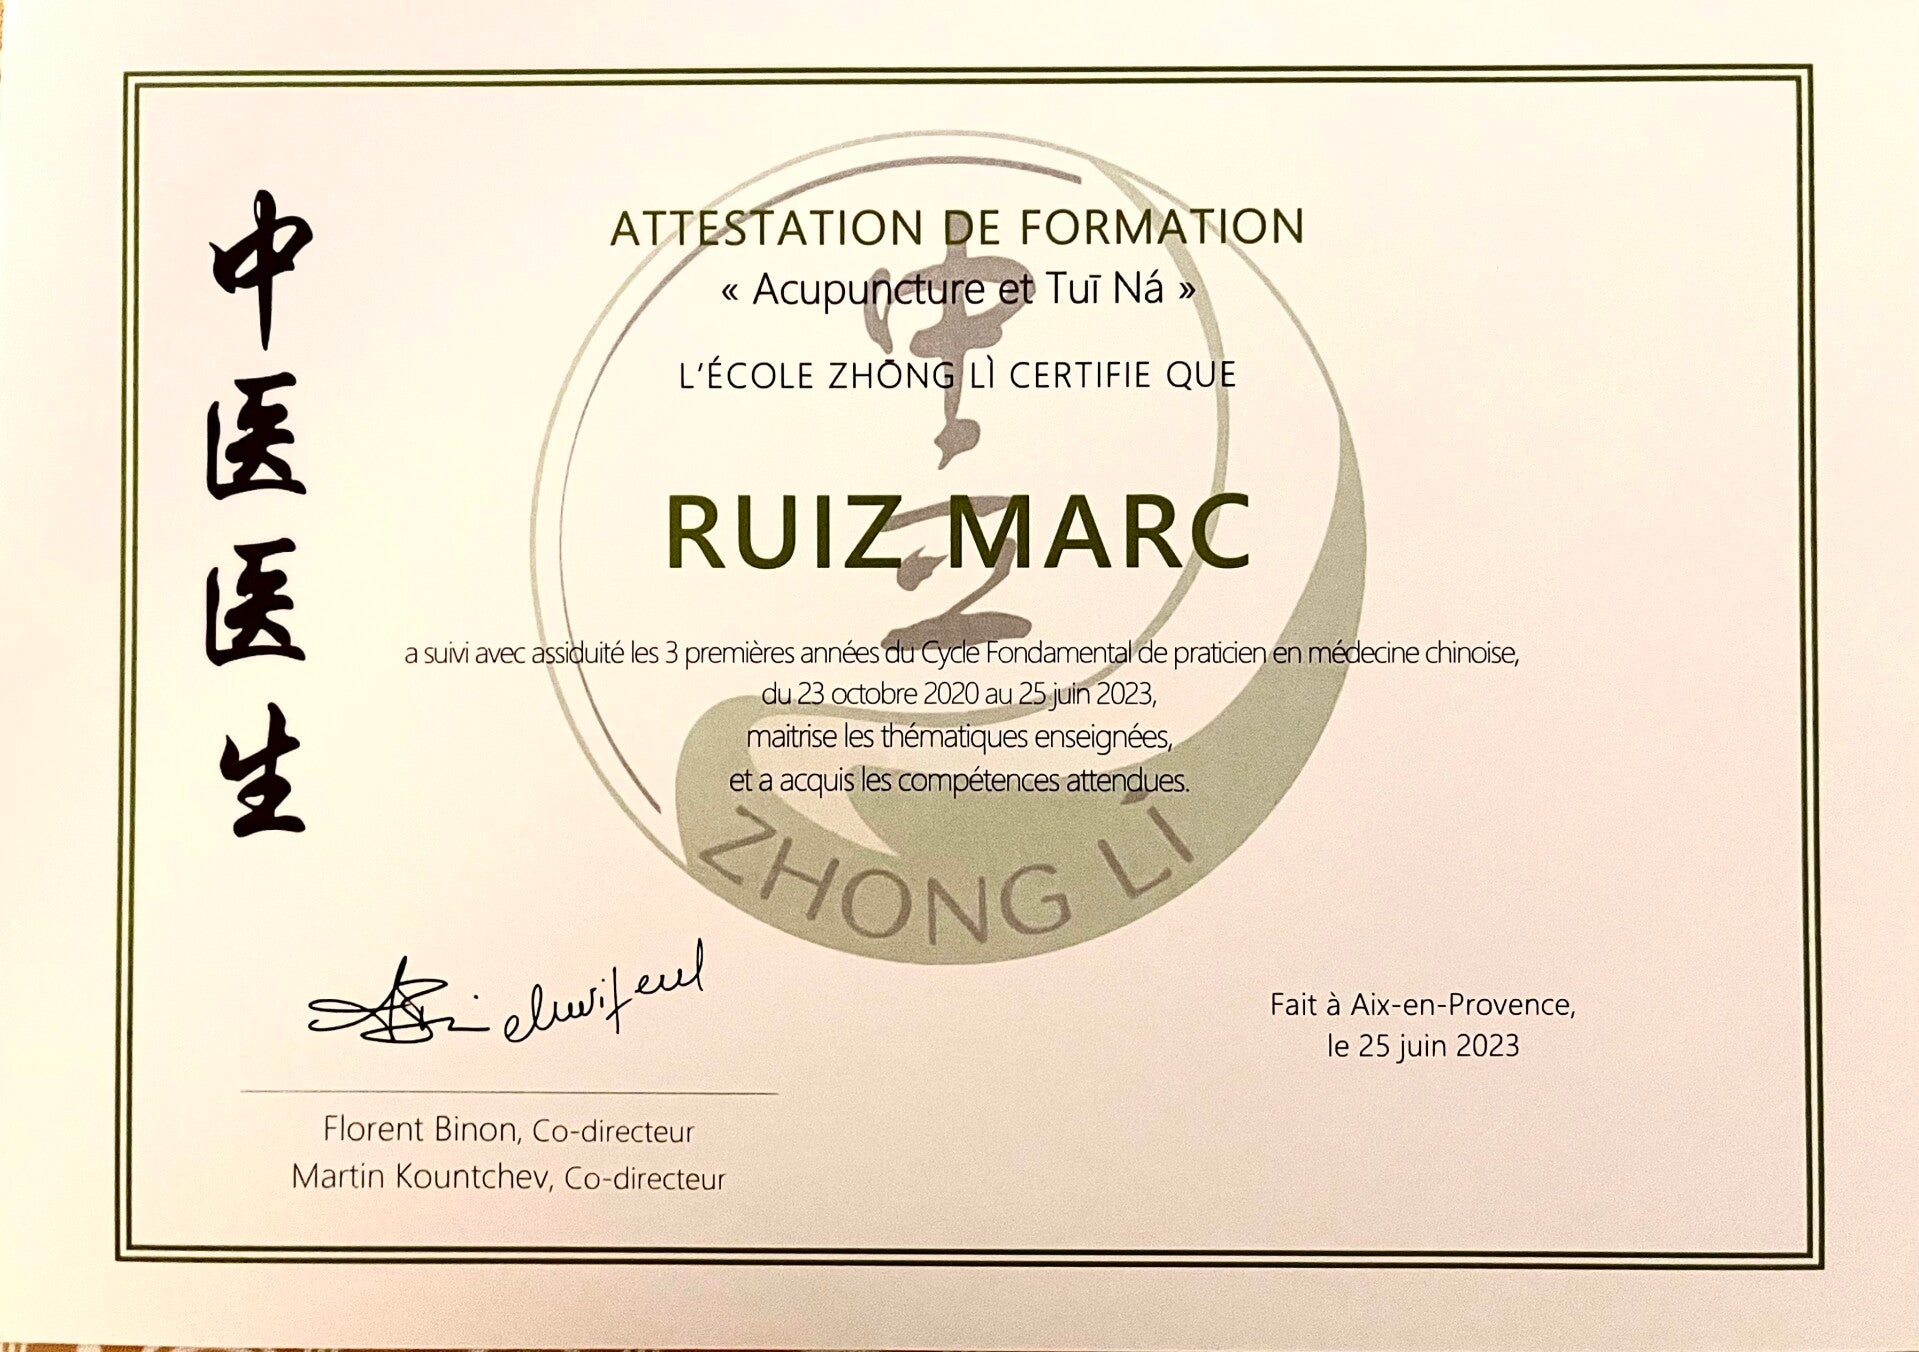 中医医生
ATTESTATION DE FORMATION
« Acupuncture et Tuī Ná »
L'ÉCOLE ZHŌNG LÌ CERTIFIE QUE
RUIZ MARC
a suivi avec assiduité les 3 premières années du Cycle Fondamental de praticien en médecine chinoise,
du 23 octobre 2020 au 25 juin 2023,
maitrise les thématiques enseignées,
et a acquis les compétences attendues.
ZHONG LÌ
Fait à Aix-en-Provence,
le 25 juin 2023
Florent Binon, Co-directeur
Martin Kountchev, Co-directeur